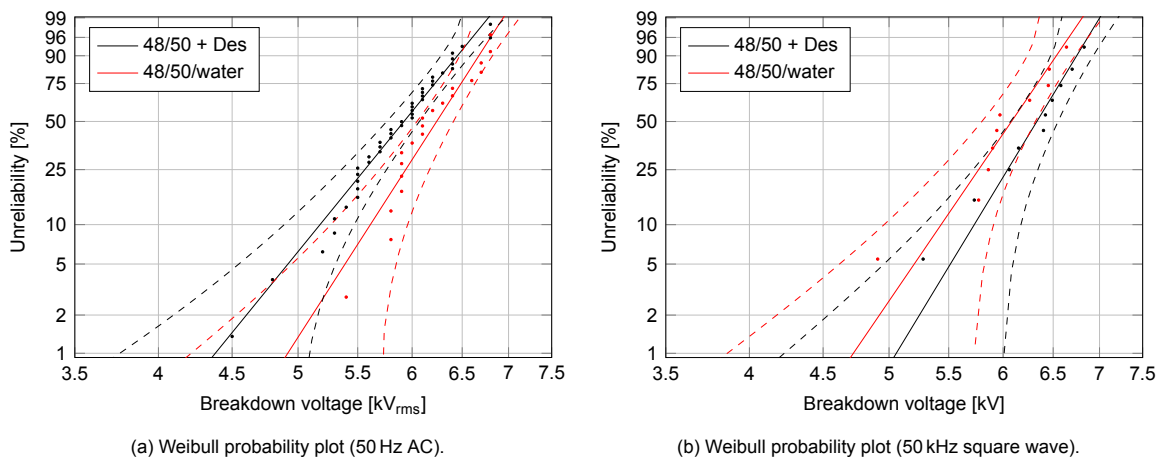 99
96
90
75
50
25
10
5
2
1
Unreliability [%]
48/50 + Des
48/50/water
3.5 4 4.5 5 5.5 6 6.5 7 7.5
Breakdown voltage [kVrms]
(a) Weibull probability plot (50 Hz AC).
99
96
90
75
50
25
10
5
2
1
Unreliability [%]
48/50 + Des
48/50/water
3.5 4 4.5 5 5.5 6 6.5 7 7.5
Breakdown voltage [kV]
(b) Weibull probability plot (50 kHz square wave).